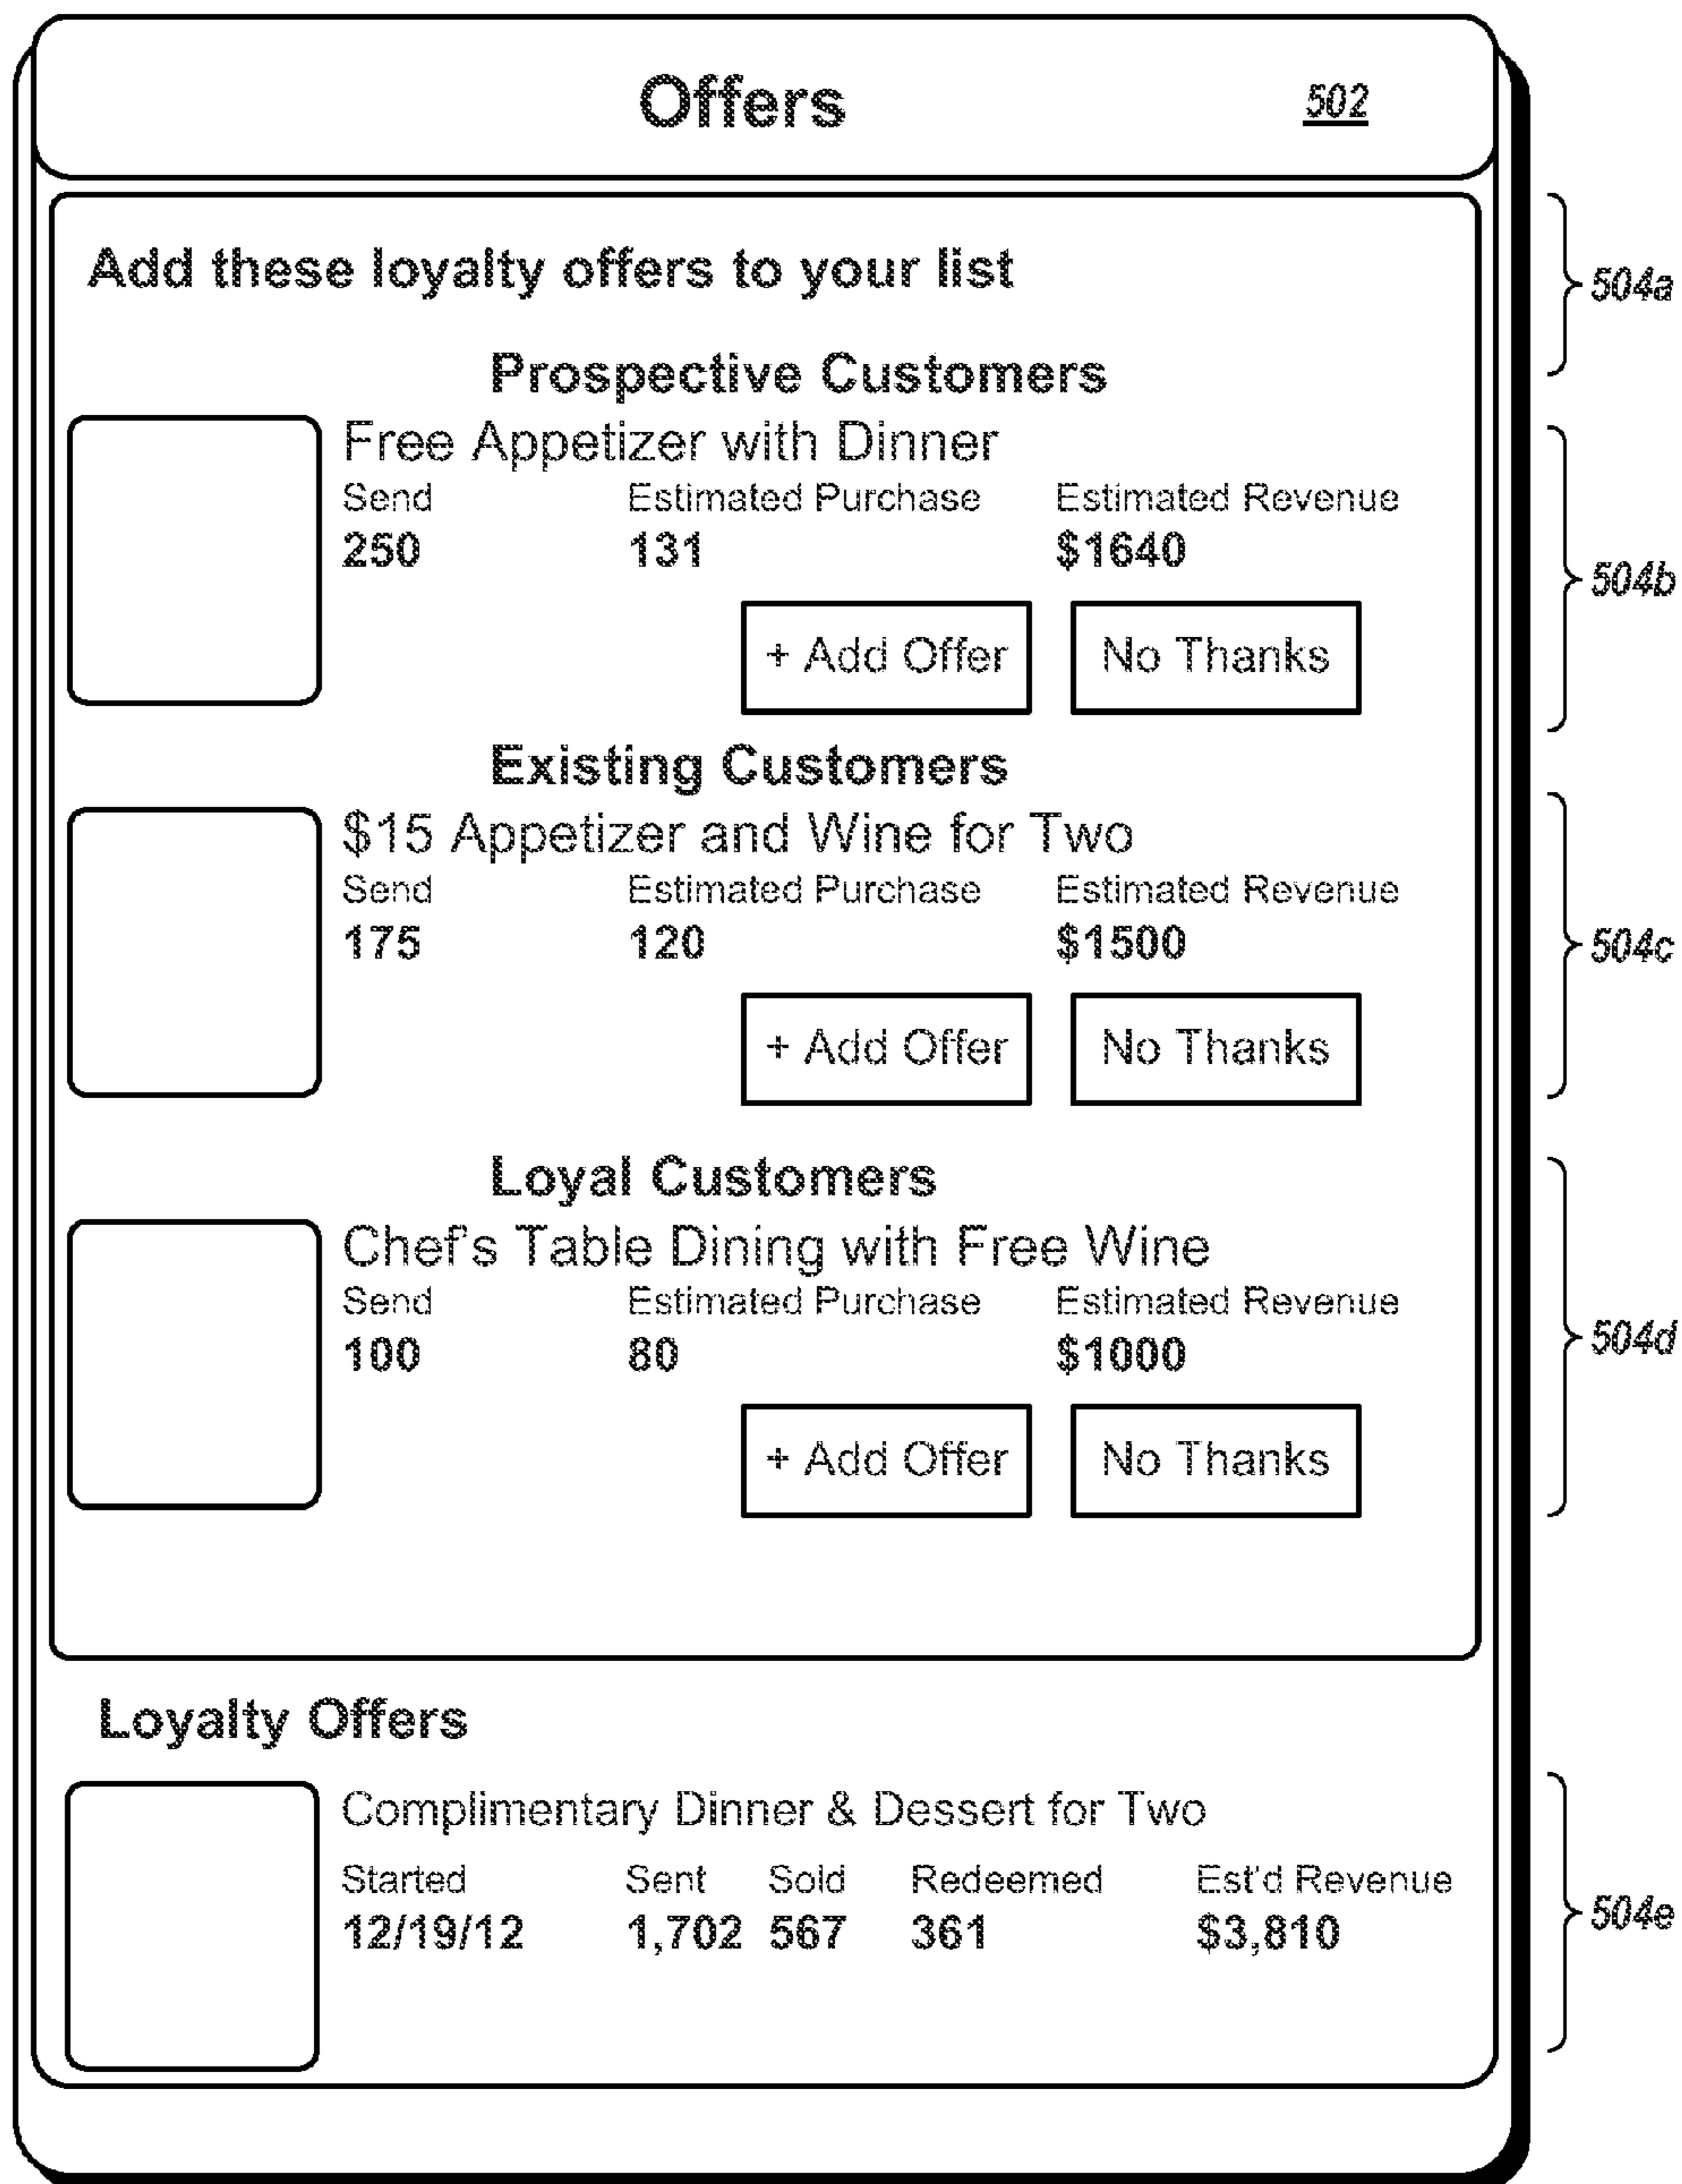 Offers 502
Add these loyalty offers to your list
504a
Prospective Customers
Free Appetizer with Dinner
Send Estimated Purchase Estimated Revenue
250 131 $1640
504b
+ Add Offer No Thanks
Existing Customers
$15 Appetizer and Wine for Two
Send Estimated Purchase Estimated Revenue
175 120 $1500
504c
+ Add Offer No Thanks
Loyal Customers
Chef's Table Dining with Free Wine
Send Estimated Purchase Estimated Revenue
100 80 $1000
504d
+ Add Offer No Thanks
Loyalty Offers
Complimentary Dinner & Dessert for Two
Started Sent Sold Redeemed Est'd Revenue
12/19/12 1,702 567 361 $3,810
504e